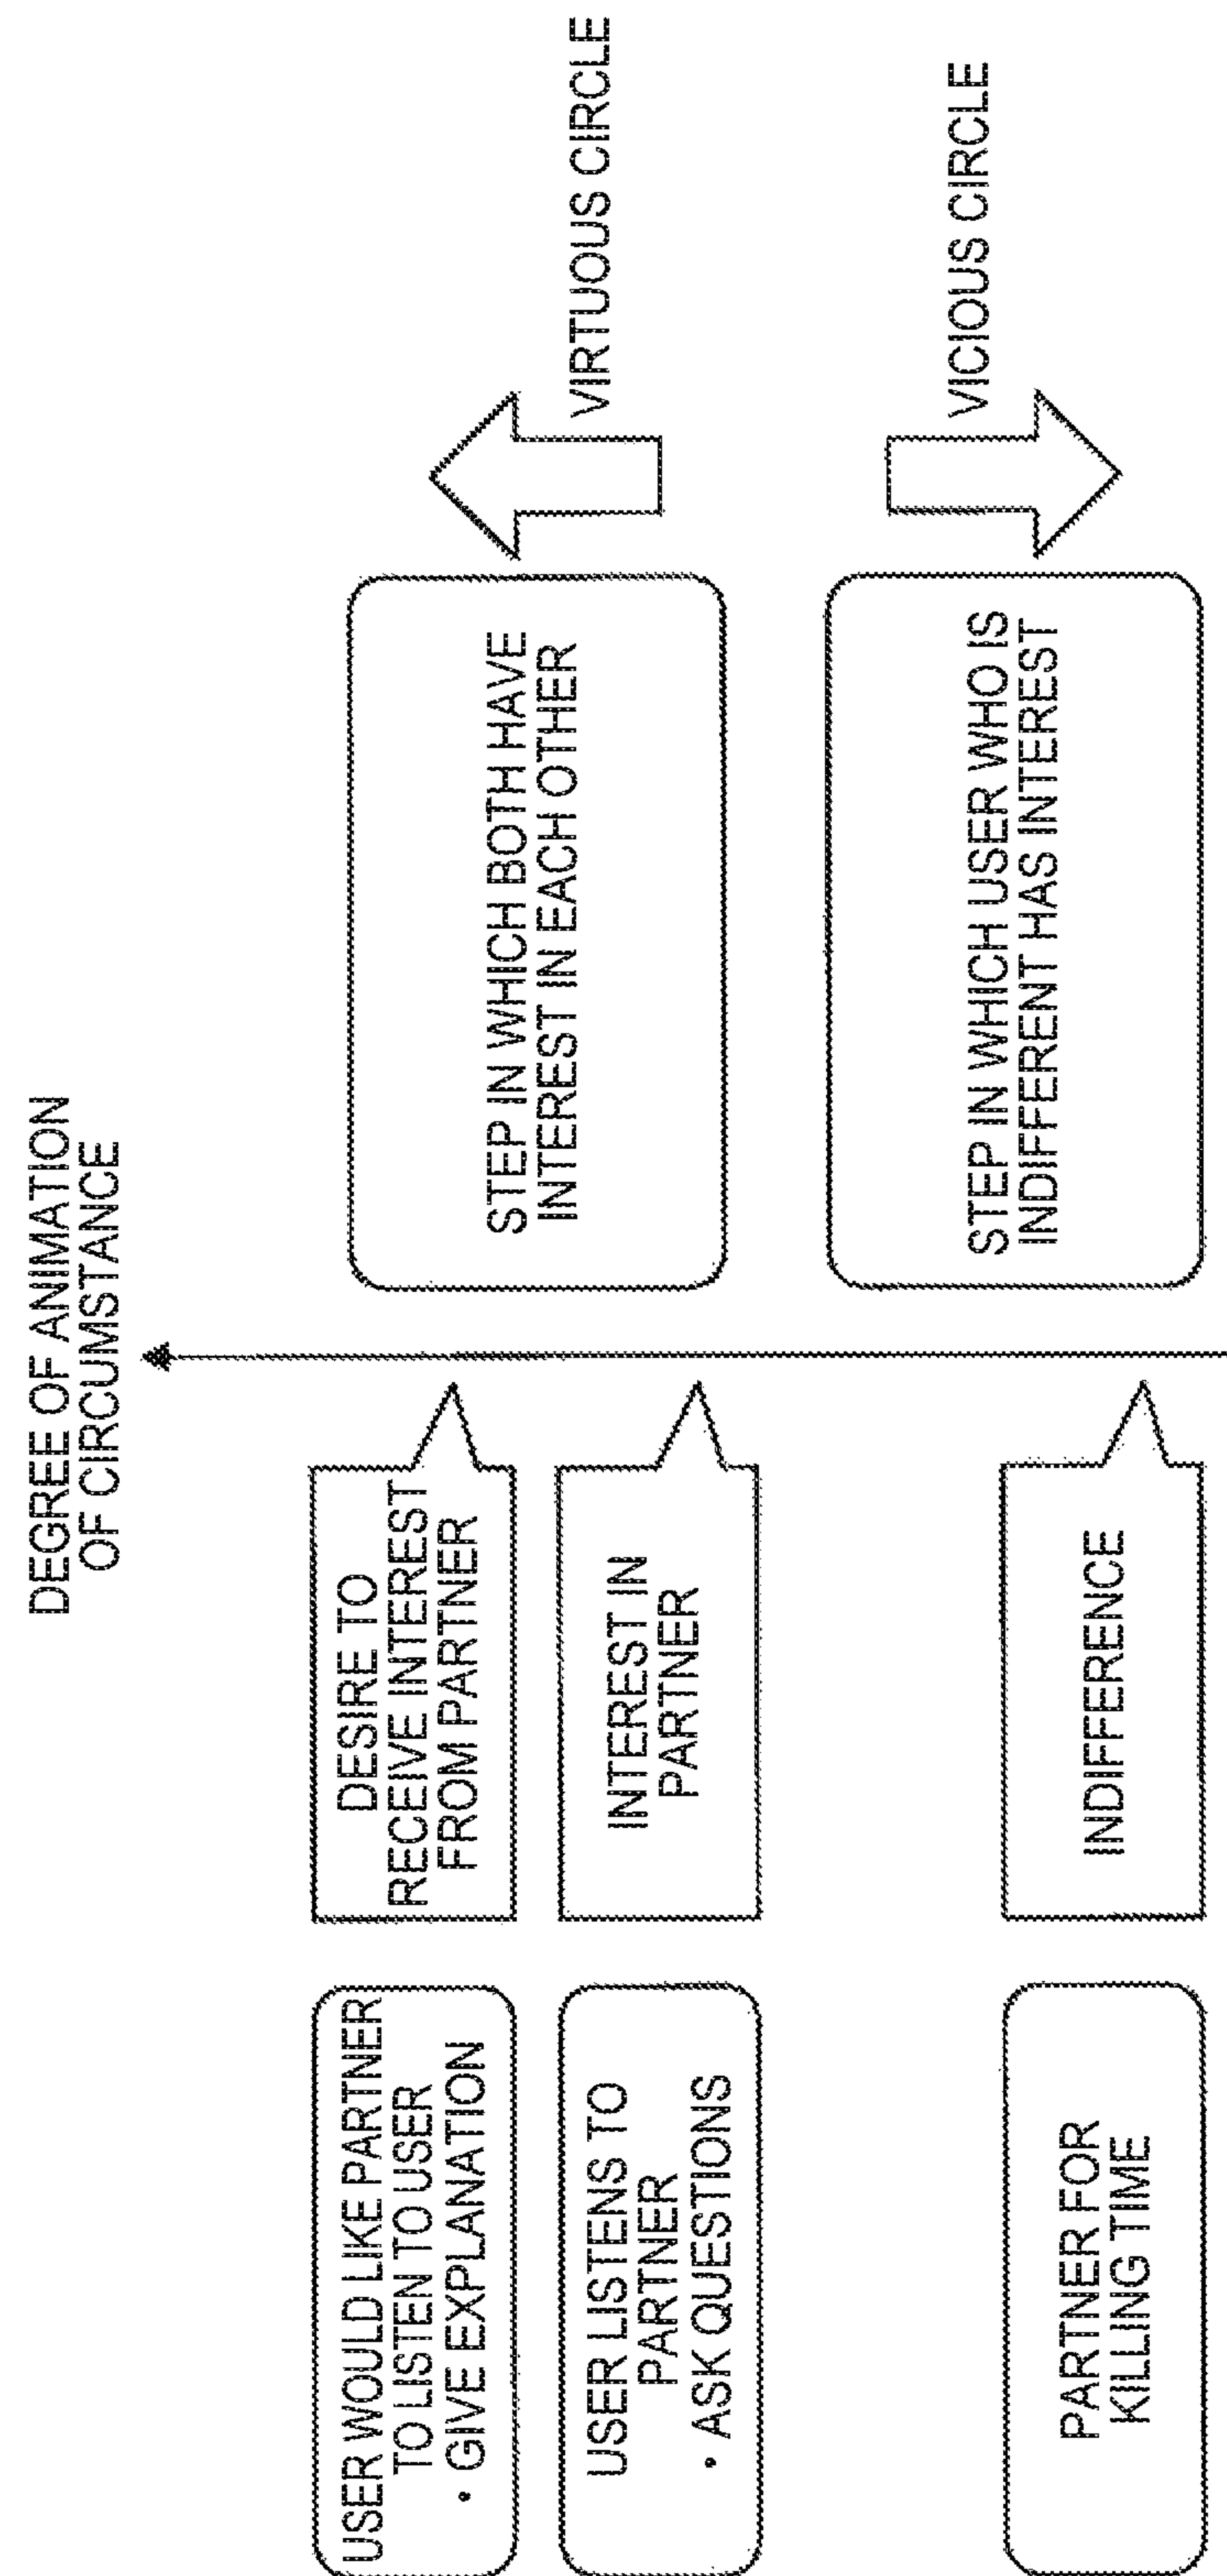 DEGREE OF ANIMATION
OF CIRCUMSTANCE
USER WOULD LIKE PARTNER
TO LISTEN TO USER
• GIVE EXPLANATION
DESIRE TO
RECEIVE INTEREST
FROM PARTNER
USER LISTENS TO
PARTNER
• ASK QUESTIONS
INTEREST IN
PARTNER
STEP IN WHICH BOTH HAVE
INTEREST IN EACH OTHER
VIRTUOUS CIRCLE
PARTNER FOR
KILLING TIME
INDIFFERENCE
STEP IN WHICH USER WHO IS
INDIFFERENT HAS INTEREST
VICIOUS CIRCLE